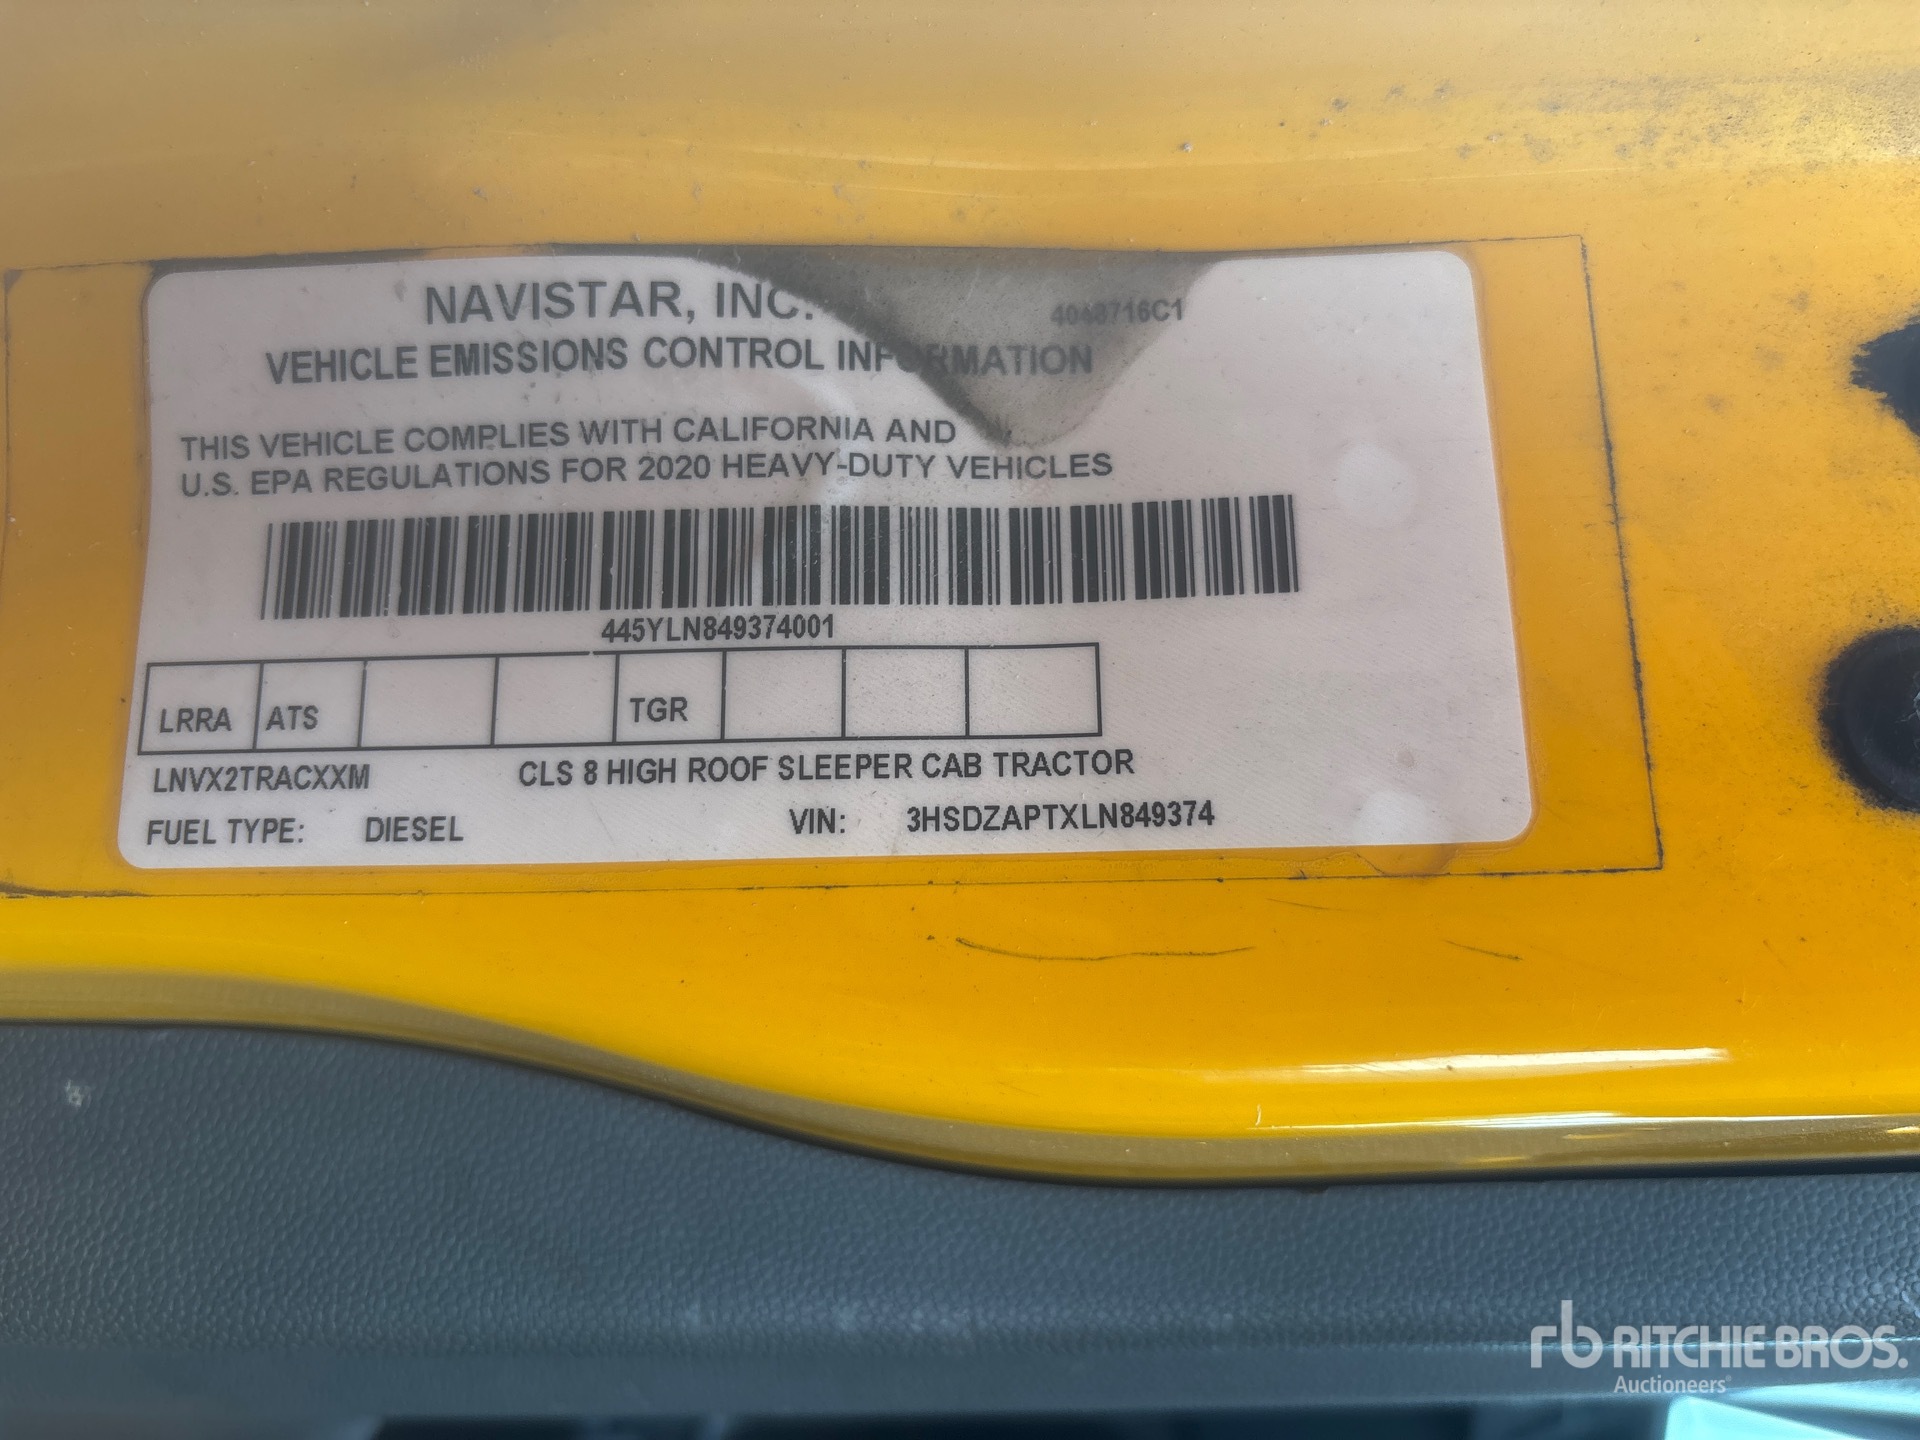 NAVISTAR, INC.
4048716C1
VEHICLE EMISSIONS CONTROL INFORMATION
THIS VEHICLE COMPLIES WITH CALIFORNIA AND
U.S. EPA REGULATIONS FOR 2020 HEAVY-DUTY VEHICLES
445YLN849374001
LRRA ATS TGR
LNVX2TRACXXM CLS 8 HIGH ROOF SLEEPER CAB TRACTOR
FUEL TYPE: DIESEL VIN: 3HSDZAPTXLN849374
rb RITCHIE BROS.
Auctioneers